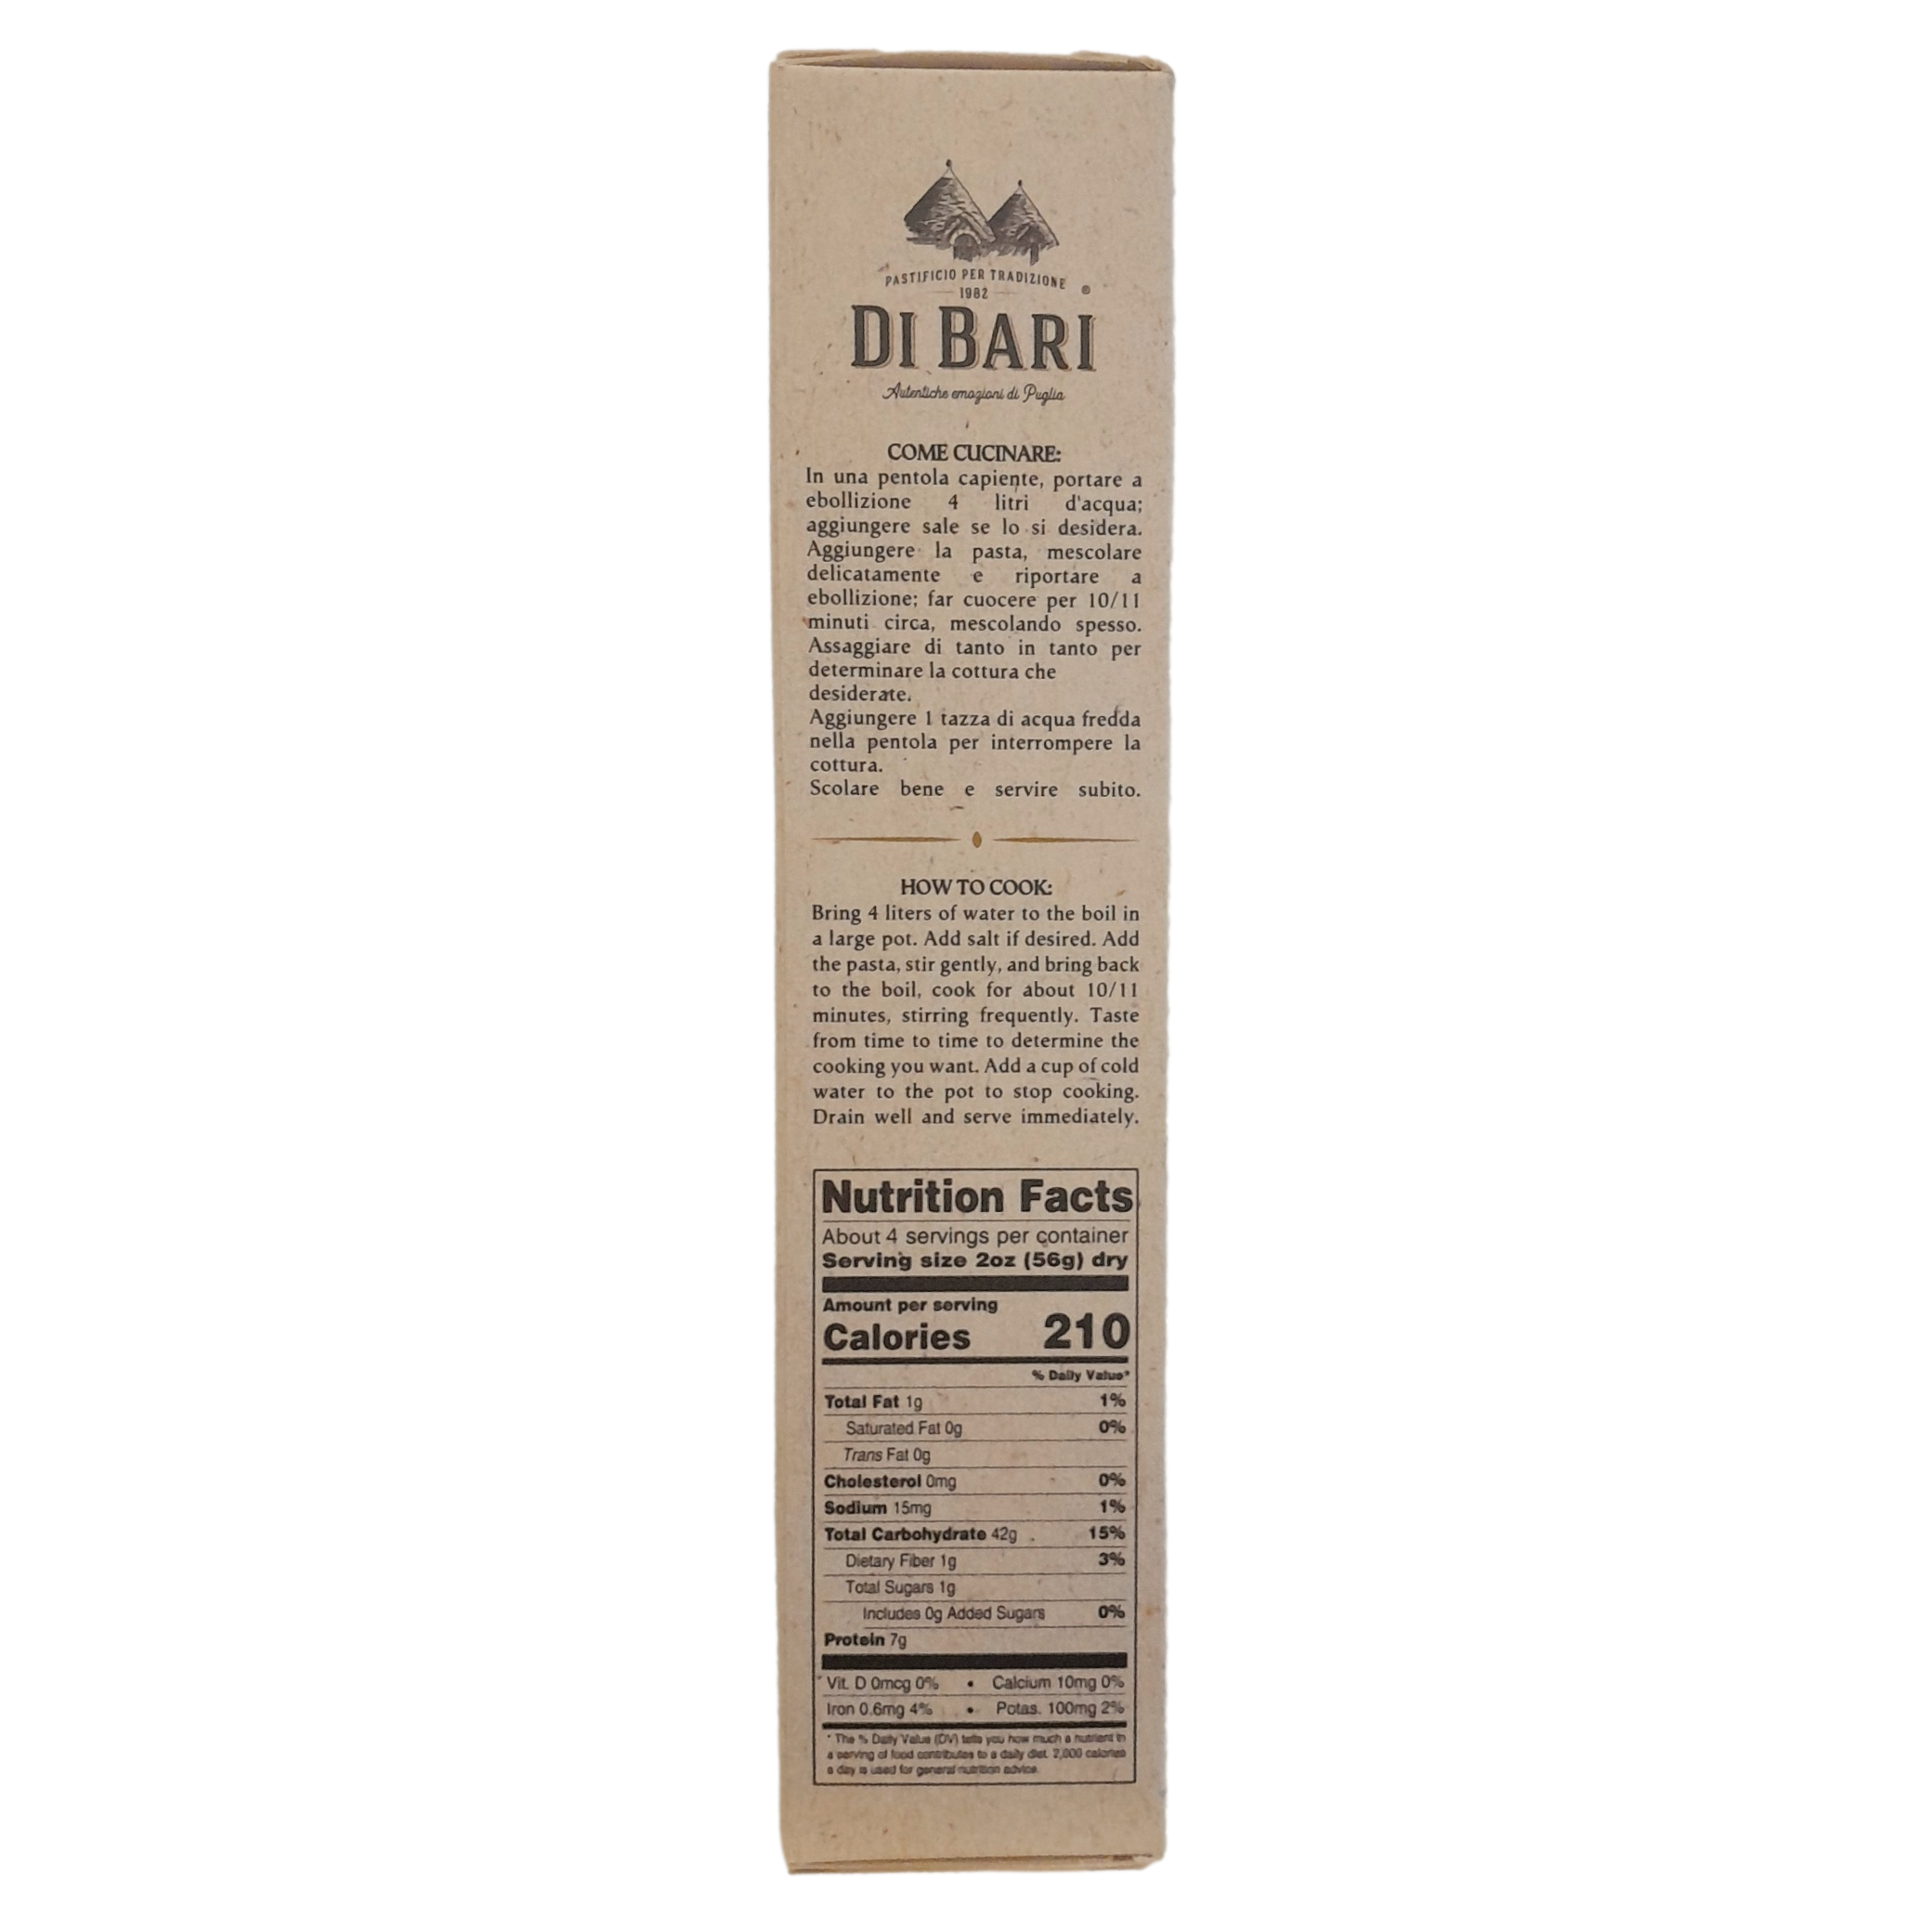 PASTIFICIO PER TRADIZIONE
1982
®
DI BARI
Autentiche emozioni di Puglia
COME CUCINARE:
In una pentola capiente, portare a
ebollizione 4 litri d'acqua;
aggiungere sale se lo si desidera.
Aggiungere la pasta, mescolare
delicatamente e riportare a
ebollizione; far cuocere per 10/11
minuti circa, mescolando spesso.
Assaggiare di tanto in tanto per
determinare la cottura che
desiderate.
Aggiungere 1 tazza di acqua fredda
nella pentola per interrompere la
cottura.
Scolare bene e servire subito.
HOW TO COOK:
Bring 4 liters of water to the boil in
a large pot. Add salt if desired. Add
the pasta, stir gently, and bring back
to the boil, cook for about 10/11
minutes, stirring frequently. Taste
from time to time to determine the
cooking you want. Add a cup of cold
water to the pot to stop cooking.
Drain well and serve immediately.
Nutrition Facts
About 4 servings per container
Serving size 2oz (56g) dry
Amount per serving
Calories 210
% Daily Value*
Total Fat 1g 1%
Saturated Fat 0g 0%
Trans Fat 0g
Cholesterol 0mg 0%
Sodium 15mg 1%
Total Carbohydrate 42g 15%
Dietary Fiber 1g 3%
Total Sugars 1g
Includes 0g Added Sugars 0%
Protein 7g
Vit. D 0mcg 0% • Calcium 10mg 0%
Iron 0.6mg 4% • Potas. 100mg 2%
* The % Daily Value (DV) tells you how much a nutrient in
a serving of food contributes to a daily diet. 2,000 calories
a day is used for general nutrition advice.